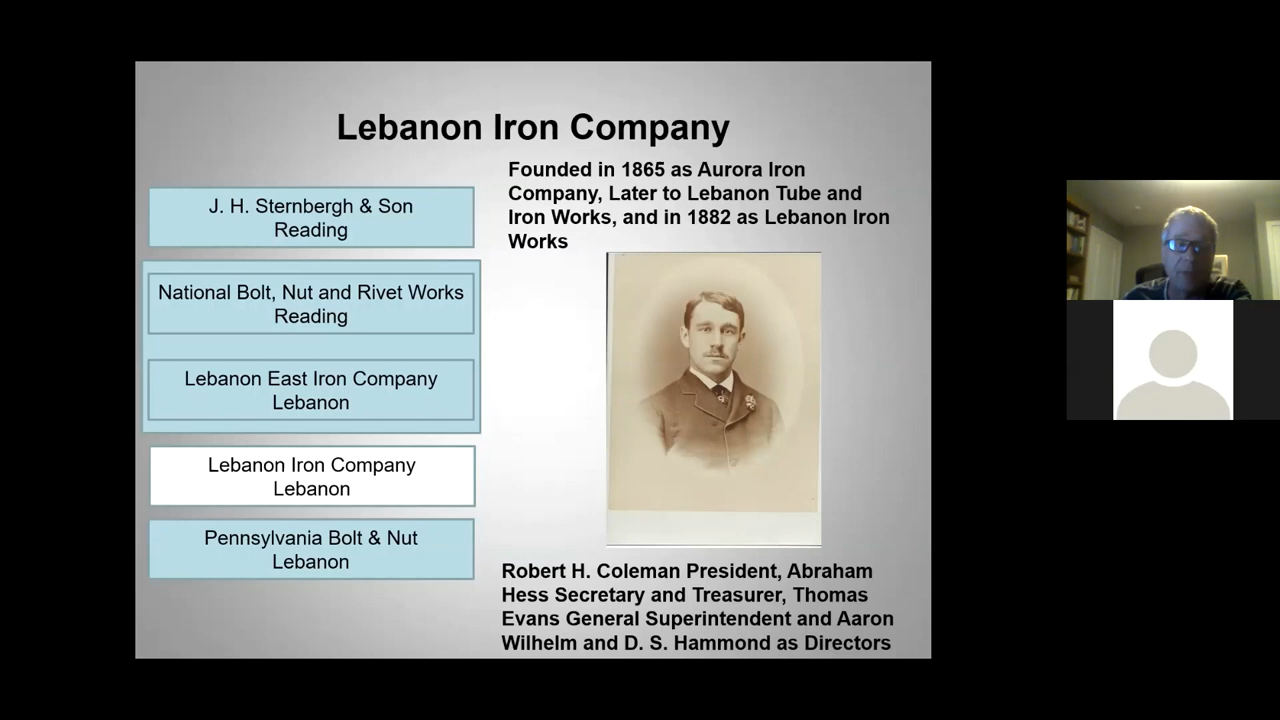 Lebanon Iron Company
Founded in 1865 as Aurora Iron
Company, Later to Lebanon Tube and
Iron Works, and in 1882 as Lebanon Iron
Works
J. H. Sternbergh & Son
Reading
National Bolt, Nut and Rivet Works
Reading
Lebanon East Iron Company
Lebanon
Lebanon Iron Company
Lebanon
Pennsylvania Bolt & Nut
Lebanon
Robert H. Coleman President, Abraham
Hess Secretary and Treasurer, Thomas
Evans General Superintendent and Aaron
Wilhelm and D. S. Hammond as Directors